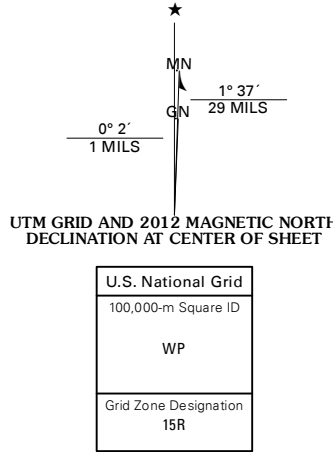 ★
MN
1° 37´
GN
29 MILS
0° 2´
1 MILS
UTM GRID AND 2012 MAGNETIC NORTH
DECLINATION AT CENTER OF SHEET
U.S. National Grid
100,000-m Square ID
WP
Grid Zone Designation
15R